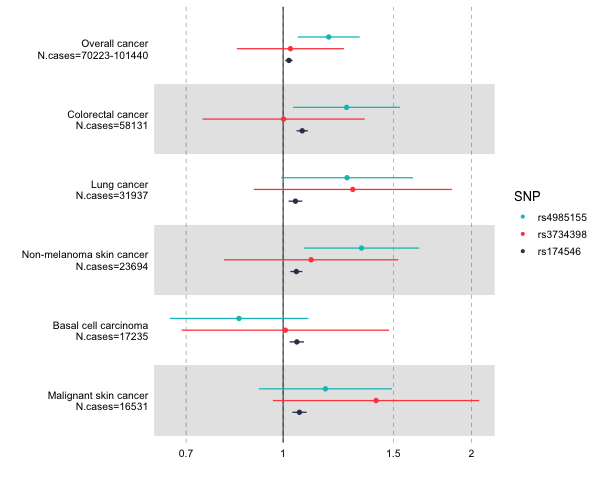 Overall cancer
N.cases=70223-101440
Colorectal cancer
N.cases=58131
Lung cancer
N.cases=31937
Non-melanoma skin cancer
N.cases=23694
Basal cell carcinoma
N.cases=17235
Malignant skin cancer
N.cases=16531
0.7 1 1.5 2
SNP
rs4985155
rs3734398
rs174546